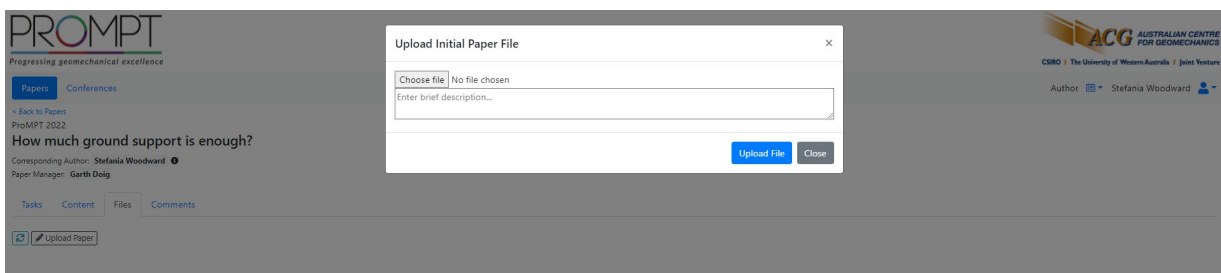 PROMPT
Progressing geomechanical excellence
Upload Initial Paper File ×
ACG AUSTRALIAN CENTRE
FOR GEOMECHANICS
CSIRO | The University of Western Australia | Joint Venture
Choose file No file chosen
Enter brief description...
Upload File Close
Papers Conferences
Author Stefania Woodward
< Back to Papers
ProMPT 2022
How much ground support is enough?
Corresponding Author: Stefania Woodward
Paper Manager: Garth Doig
Tasks Content Files Comments
Upload Paper